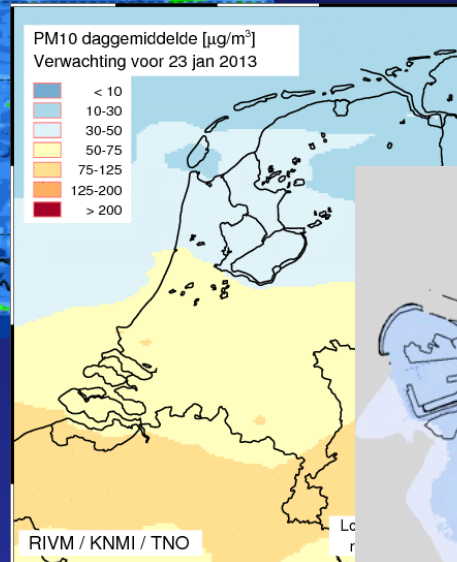 PM10 daggemiddelde [µg/m³]
Verwachting voor 23 jan 2013
< 10
10-30
30-50
50-75
75-125
125-200
> 200
RIVM / KNMI / TNO